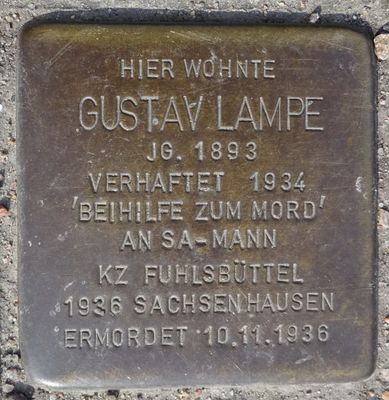 HIER WOHNTE
GUSTAV LAMPE
JG. 1893
VERHAFTET 1934
'BEIHILFE ZUM MORD'
AN SA-MANN
KZ FUHLSBÜTTEL
1936 SACHSENHAUSEN
ERMORDET 10.11.1936